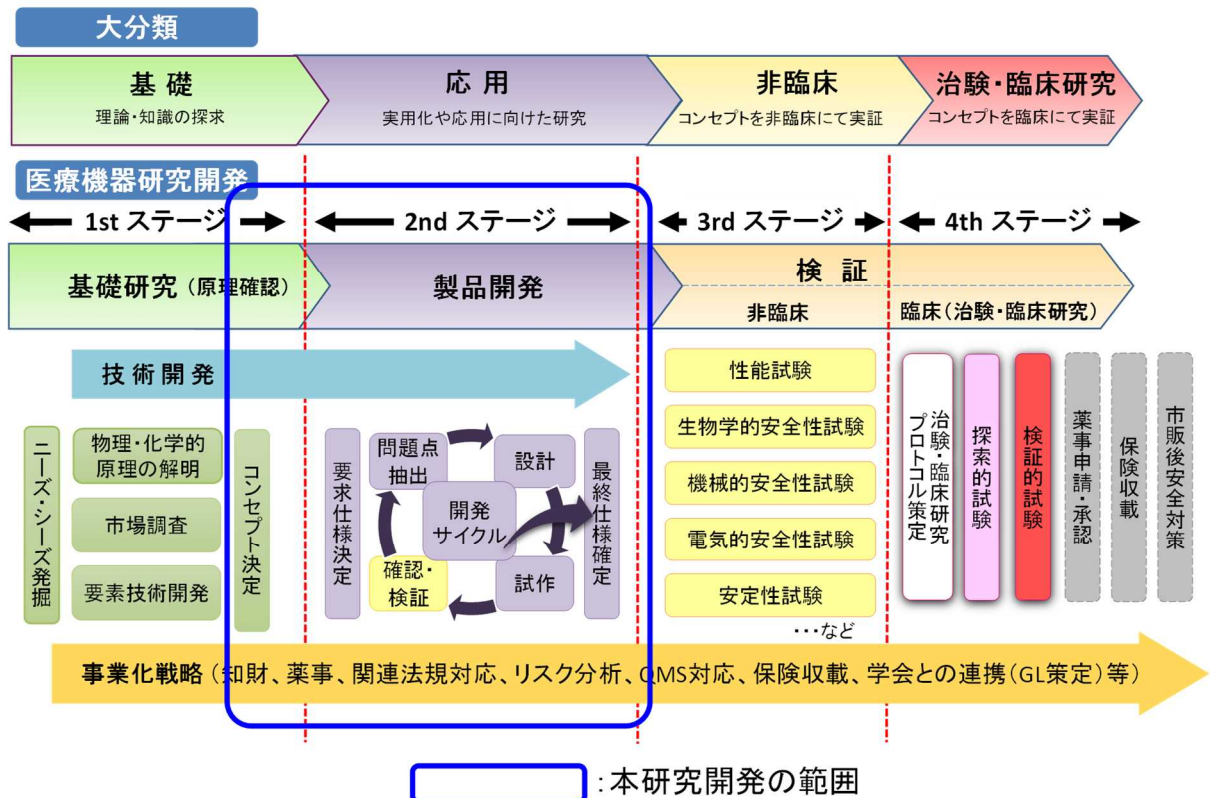 大分類
基礎
理論・知識の探求
応用
実用化や応用に向けた研究
非臨床
コンセプトを非臨床にて実証
治験・臨床研究
コンセプトを臨床にて実証
医療機器研究開発
1st ステージ
2nd ステージ
3rd ステージ
4th ステージ
基礎研究（原理確認）
製品開発
検証
非臨床
臨床（治験・臨床研究）
技術開発
ニーズ・シーズ発掘
物理・化学的
原理の解明
市場調査
要素技術開発
コンセプト決定
要求仕様決定
問題点
抽出
設計
開発
サイクル
確認・
検証
試作
最終仕様確定
性能試験
生物学的安全性試験
機械的安全性試験
電気的安全性試験
安定性試験
・・・など
治験・臨床研究
プロトコル策定
探索的試験
検証的試験
薬事申請・承認
保険収載
市販後安全対策
事業化戦略（知財、薬事、関連法規対応、リスク分析、QMS対応、保険収載、学会との連携（GL策定）等）
：本研究開発の範囲